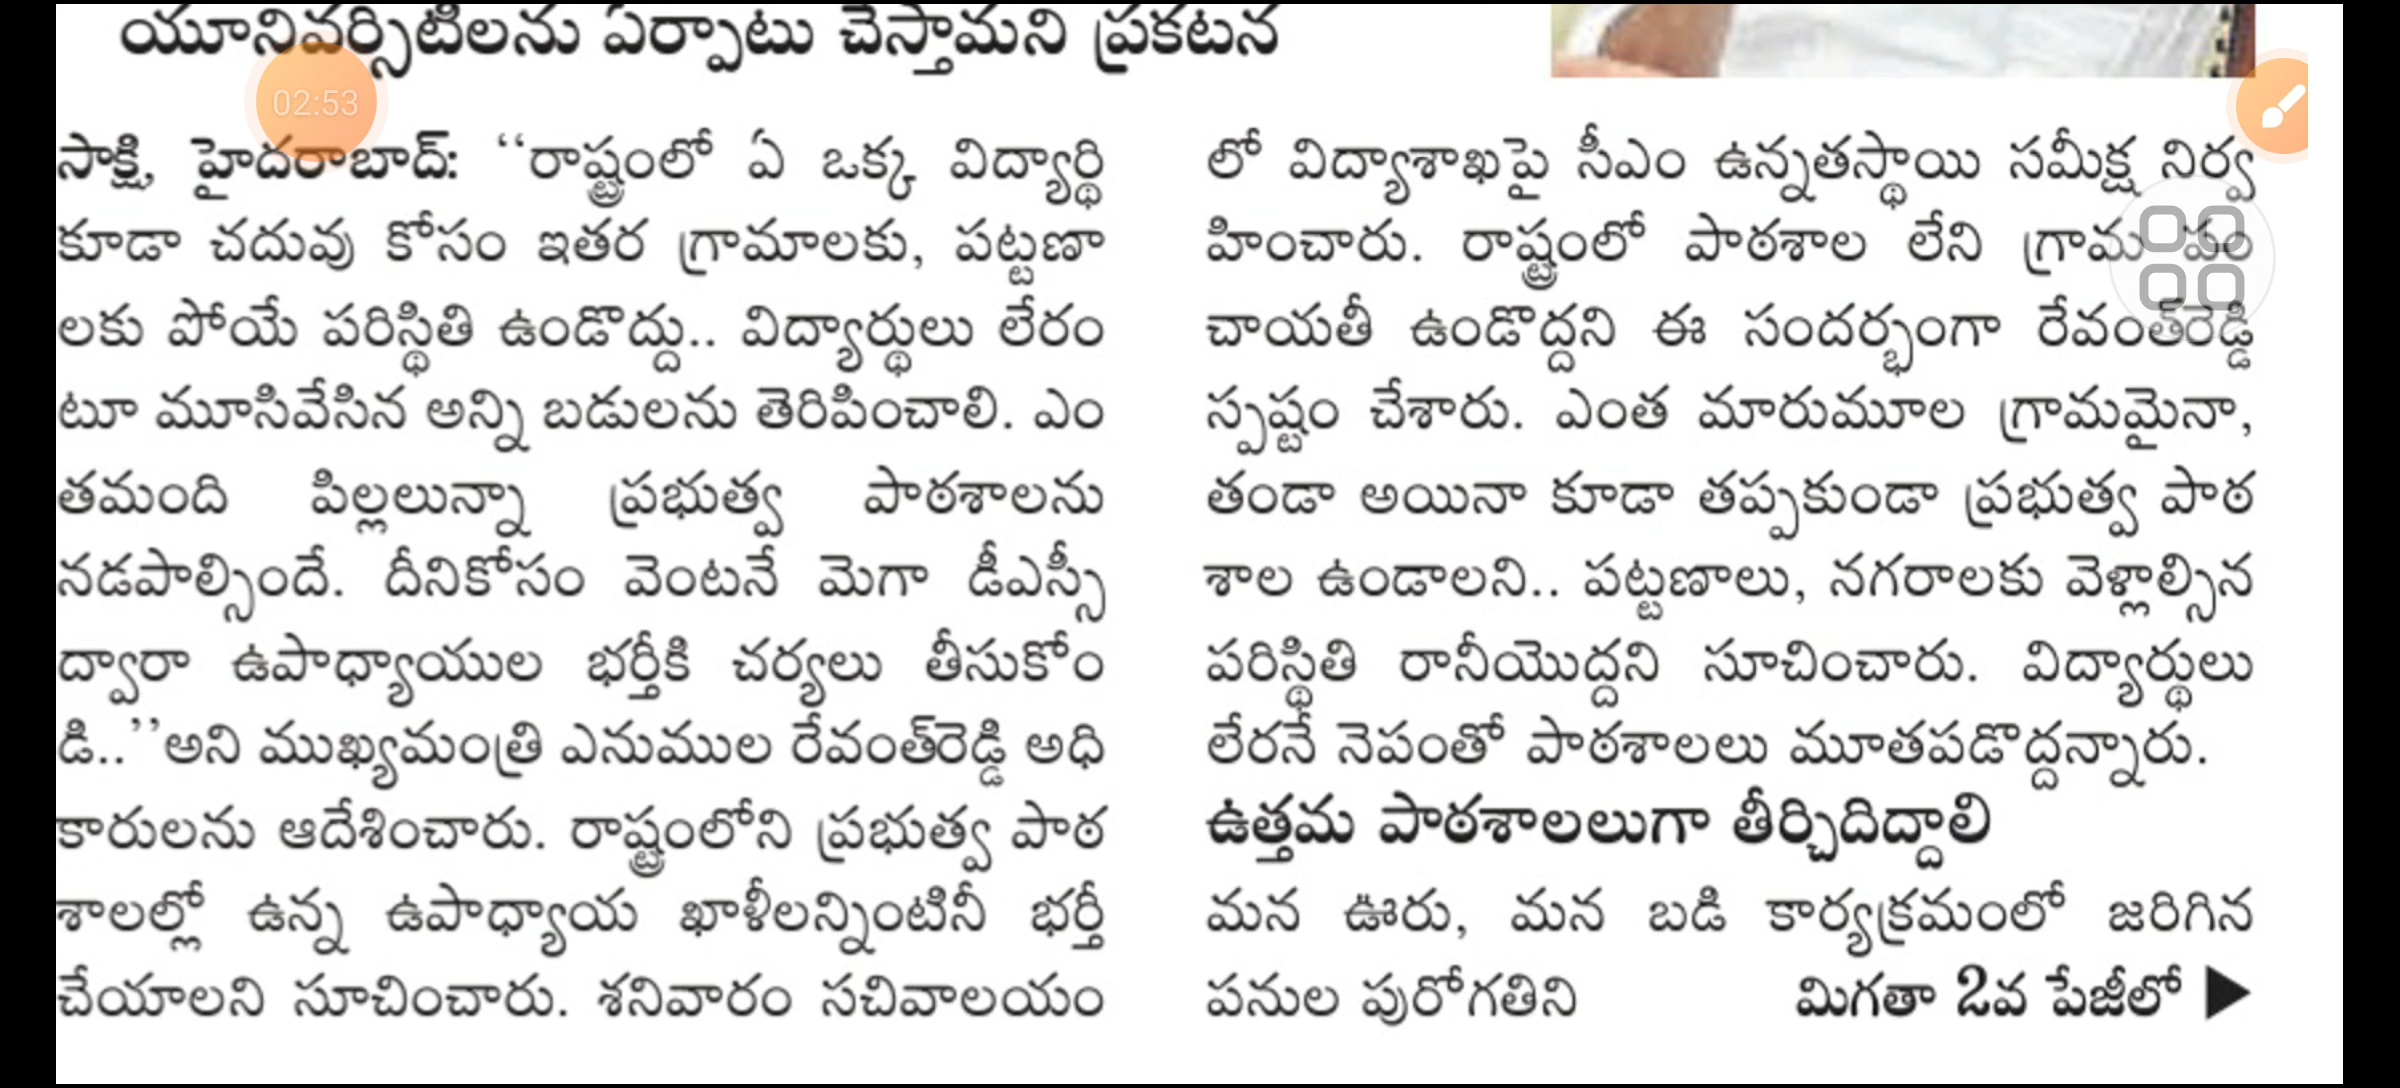 యూనివర్సిటీలను ఏర్పాటు చేస్తామని ప్రకటన
02:53
సాక్షి, హైదరాబాద్: ‘‘రాష్ట్రంలో ఏ ఒక్క విద్యార్థి
కూడా చదువు కోసం ఇతర గ్రామాలకు, పట్టణా
లకు పోయే పరిస్థితి ఉండొద్దు.. విద్యార్థులు లేరం
టూ మూసివేసిన అన్ని బడులను తెరిపించాలి. ఎం
తమంది పిల్లలున్నా ప్రభుత్వ పాఠశాలను
నడపాల్సిందే. దీనికోసం వెంటనే మెగా డీఎస్సీ
ద్వారా ఉపాధ్యాయుల భర్తీకి చర్యలు తీసుకోం
డి..’’అని ముఖ్యమంత్రి ఎనుముల రేవంత్‌రెడ్డి అధి
కారులను ఆదేశించారు. రాష్ట్రంలోని ప్రభుత్వ పాఠ
శాలల్లో ఉన్న ఉపాధ్యాయ ఖాళీలన్నింటినీ భర్తీ
చేయాలని సూచించారు. శనివారం సచివాలయం
లో విద్యాశాఖపై సీఎం ఉన్నతస్థాయి సమీక్ష నిర్వ
హించారు. రాష్ట్రంలో పాఠశాల లేని గ్రామ పం
చాయతీ ఉండొద్దని ఈ సందర్భంగా రేవంత్‌రెడ్డి
స్పష్టం చేశారు. ఎంత మారుమూల గ్రామమైనా,
తండా అయినా కూడా తప్పకుండా ప్రభుత్వ పాఠ
శాల ఉండాలని.. పట్టణాలు, నగరాలకు వెళ్లాల్సిన
పరిస్థితి రానీయొద్దని సూచించారు. విద్యార్థులు
లేరనే నెపంతో పాఠశాలలు మూతపడొద్దన్నారు.
ఉత్తమ పాఠశాలలుగా తీర్చిదిద్దాలి
మన ఊరు, మన బడి కార్యక్రమంలో జరిగిన
పనుల పురోగతిని మిగతా 2వ పేజీలో ▶